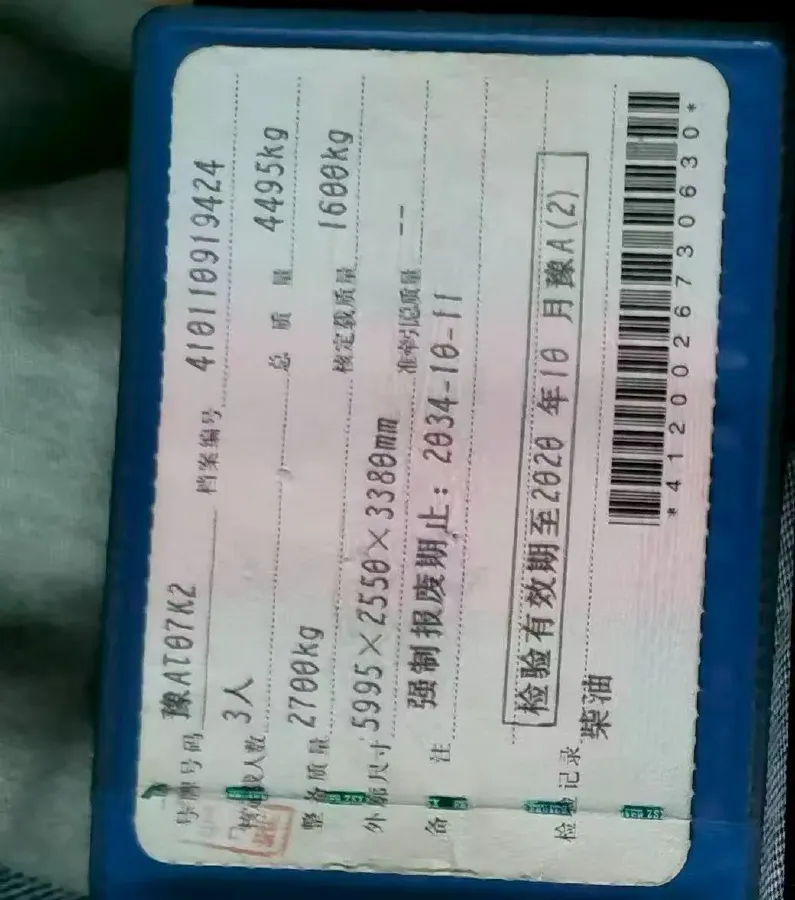 号牌号码 豫AT07K2 档案编号 410110919424
核定载人数 3人 总质量 4495kg
整备质量 2700kg 核定载质量 1600kg
外廓尺寸 5995×2550×3380mm 准牵引总质量 --
备注 强制报废期止：2034-10-11
检验有效期至2020年10月豫A(2)
检验记录
柴油
*4120026730630*